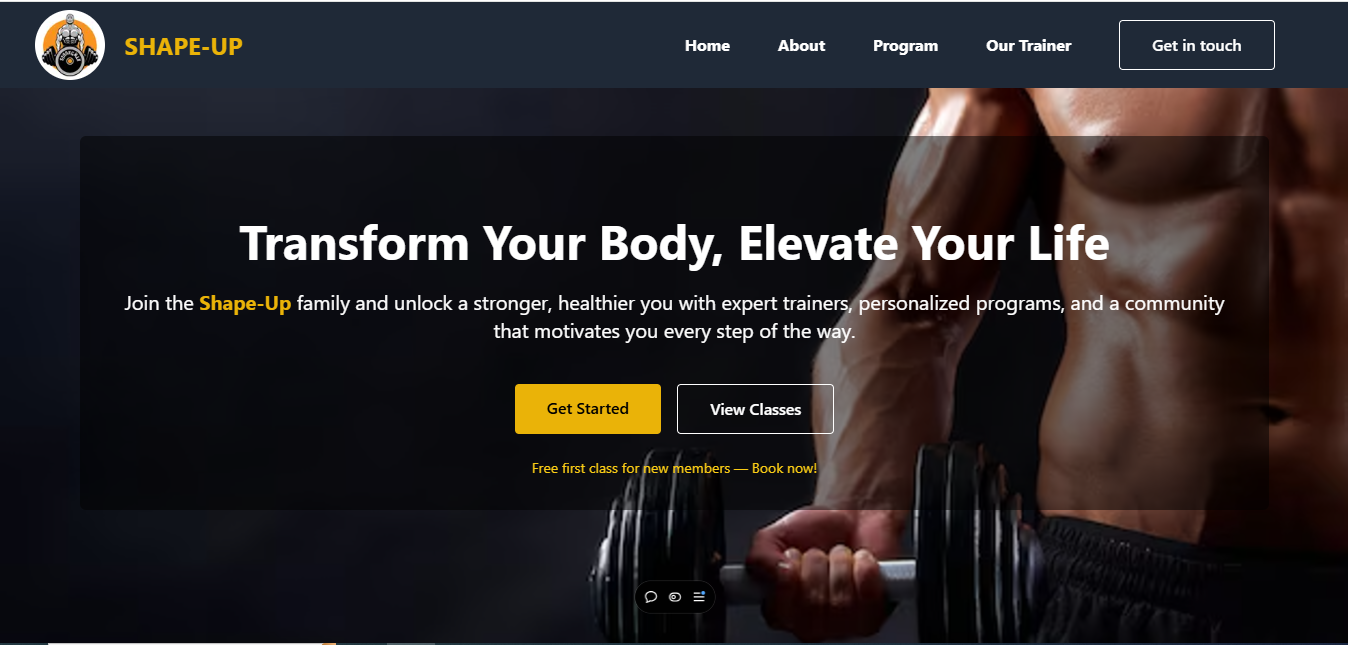 SHAPE-UP
Home
About
Program
Our Trainer
Get in touch
Transform Your Body, Elevate Your Life
Join the Shape-Up family and unlock a stronger, healthier you with expert trainers, personalized programs, and a community
that motivates you every step of the way.
Get Started
View Classes
Free first class for new members — Book now!